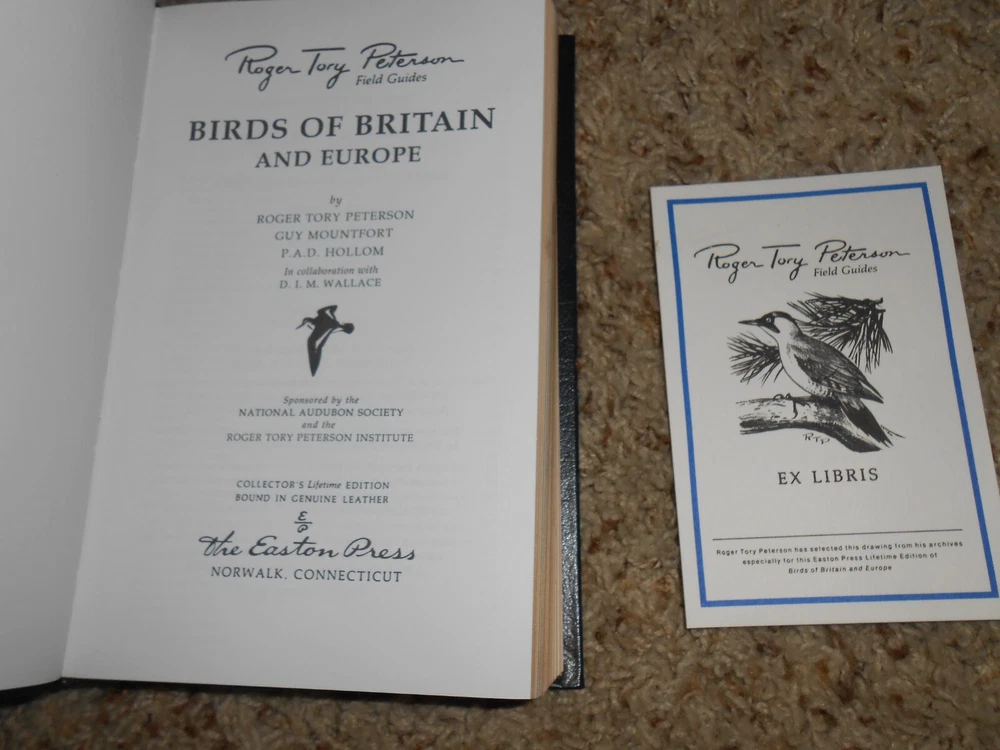 Roger Tory Peterson
Field Guides
BIRDS OF BRITAIN
AND EUROPE
by
ROGER TORY PETERSON
GUY MOUNTFORT
P.A.D. HOLLOM
In collaboration with
D. I. M. WALLACE
Sponsored by the
NATIONAL AUDUBON SOCIETY
and the
ROGER TORY PETERSON INSTITUTE
COLLECTOR'S Lifetime EDITION
BOUND IN GENUINE LEATHER
E
P
The Easton Press
NORWALK, CONNECTICUT
Roger Tory Peterson
Field Guides
RTP
EX LIBRIS
Roger Tory Peterson has selected this drawing from his archives
especially for this Easton Press Lifetime Edition of
Birds of Britain and Europe